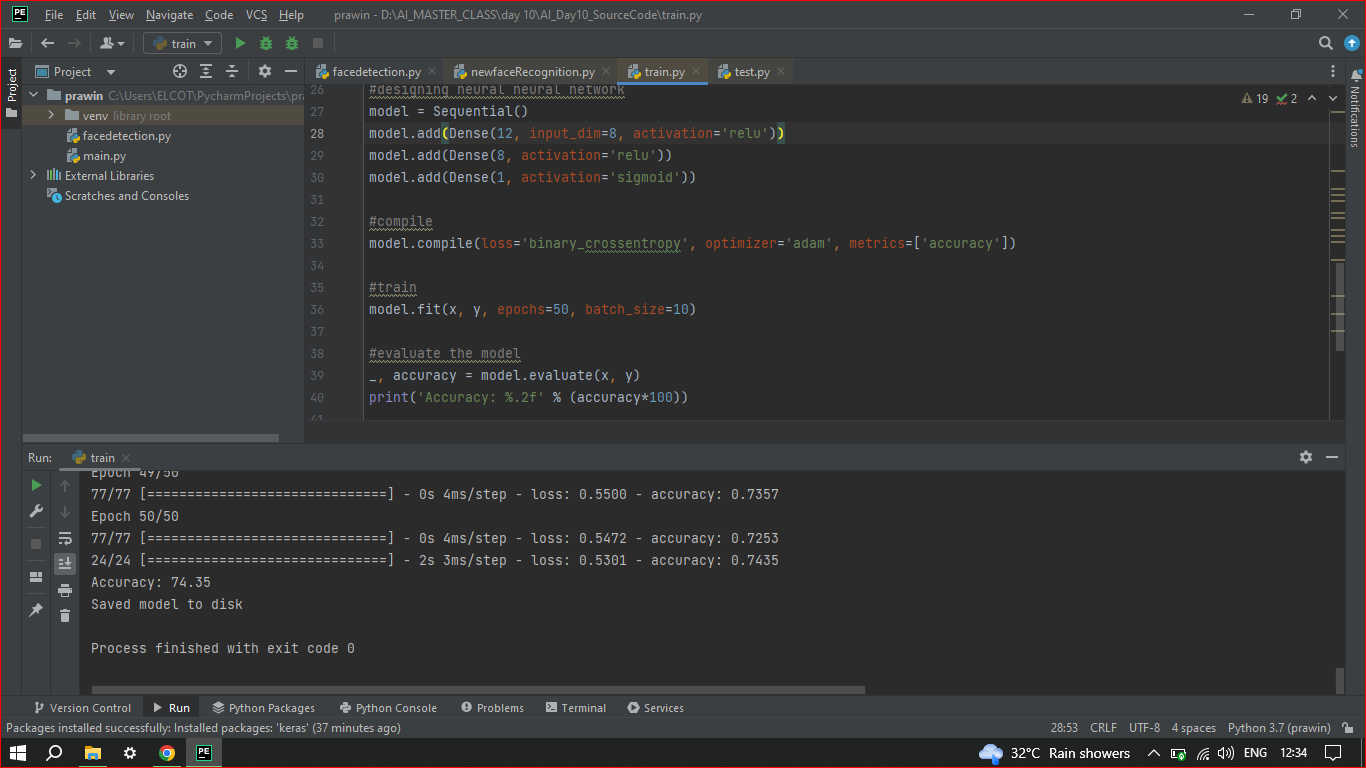 PE File Edit View Navigate Code VCS Help prawin - D:\AI_MASTER_CLASS\day 10\AI_Day10_SourceCode\train.py
train
Project
facedetection.py newfaceRecognition.py train.py test.py
Project
prawin C:\Users\ELCOT\PycharmProjects\pra
venv library root
facedetection.py
main.py
External Libraries
Scratches and Consoles
26 #designing neural neural network
27 model = Sequential()
28 model.add(Dense(12, input_dim=8, activation='relu'))
29 model.add(Dense(8, activation='relu'))
30 model.add(Dense(1, activation='sigmoid'))
31
32 #compile
33 model.compile(loss='binary_crossentropy', optimizer='adam', metrics=['accuracy'])
34
35 #train
36 model.fit(x, y, epochs=50, batch_size=10)
37
38 #evaluate the model
39 _, accuracy = model.evaluate(x, y)
40 print('Accuracy: %.2f' % (accuracy*100))
41
19 2
Notifications
Run: train
Epoch 49/50
77/77 [==============================] - 0s 4ms/step - loss: 0.5500 - accuracy: 0.7357
Epoch 50/50
77/77 [==============================] - 0s 4ms/step - loss: 0.5472 - accuracy: 0.7253
24/24 [==============================] - 2s 3ms/step - loss: 0.5301 - accuracy: 0.7435
Accuracy: 74.35
Saved model to disk
Process finished with exit code 0
Version Control Run Python Packages Python Console Problems Terminal Services
Packages installed successfully: Installed packages: 'keras' (37 minutes ago) 28:53 CRLF UTF-8 4 spaces Python 3.7 (prawin)
PE 32°C Rain showers ENG 12:34